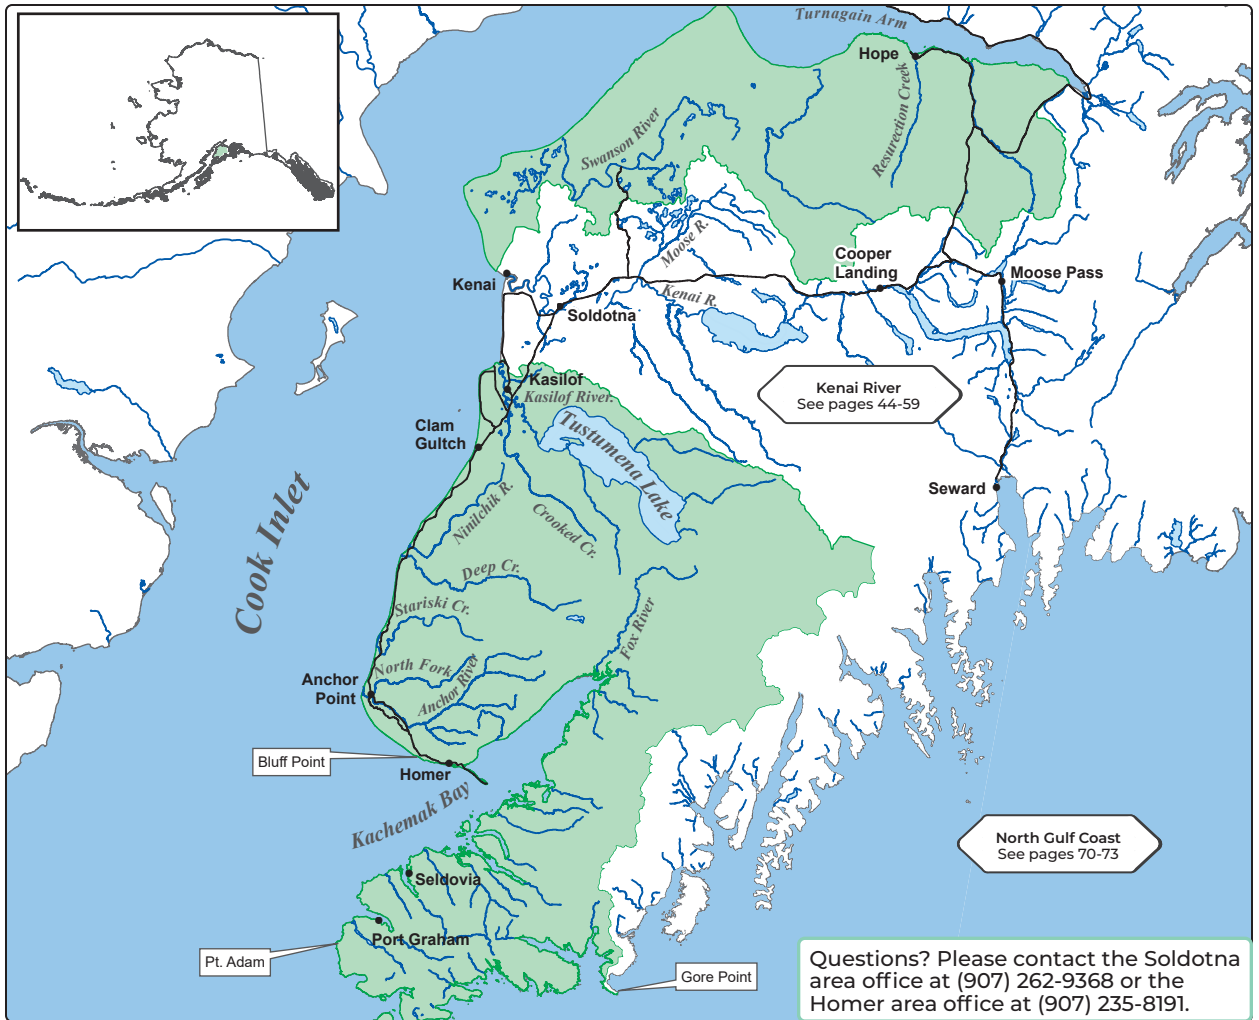 Turnagain Arm
Hope
Resurection Creek
Swanson River
Moose R.
Cooper
Landing
Moose Pass
Kenai
Kenai R.
Soldotna
Kenai River
See pages 44-59
Kasilof
Kasilof River.
Clam
Gultch
Tustumena Lake
Seward
Ninilchik R.
Crooked Cr.
Cook Inlet
Deep Cr.
Stariski Cr.
Fox River
North Fork
Anchor River
Anchor
Point
Bluff Point
Homer
Kachemak Bay
North Gulf Coast
See pages 70-73
Seldovia
Port Graham
Pt. Adam
Gore Point
Questions? Please contact the Soldotna
area office at (907) 262-9368 or the
Homer area office at (907) 235-8191.